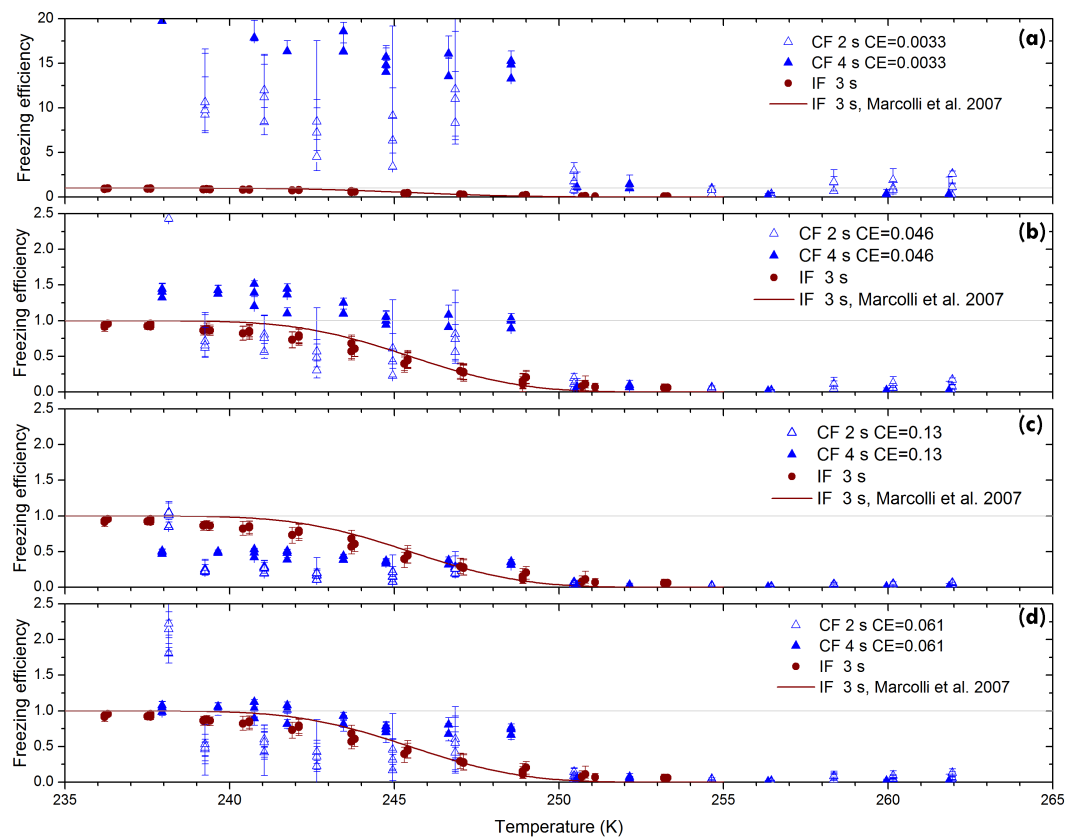 20
15
10
5
0
Freezing efficiency
(a)
CF 2 s CE=0.0033
CF 4 s CE=0.0033
IF 3 s
IF 3 s, Marcolli et al. 2007
2.5
2.0
1.5
1.0
0.5
0.0
Freezing efficiency
(b)
CF 2 s CE=0.046
CF 4 s CE=0.046
IF 3 s
IF 3 s, Marcolli et al. 2007
2.5
2.0
1.5
1.0
0.5
0.0
Freezing efficiency
(c)
CF 2 s CE=0.13
CF 4 s CE=0.13
IF 3 s
IF 3 s, Marcolli et al. 2007
2.5
2.0
1.5
1.0
0.5
0.0
Freezing efficiency
(d)
CF 2 s CE=0.061
CF 4 s CE=0.061
IF 3 s
IF 3 s, Marcolli et al. 2007
235 240 245 250 255 260 265
Temperature (K)